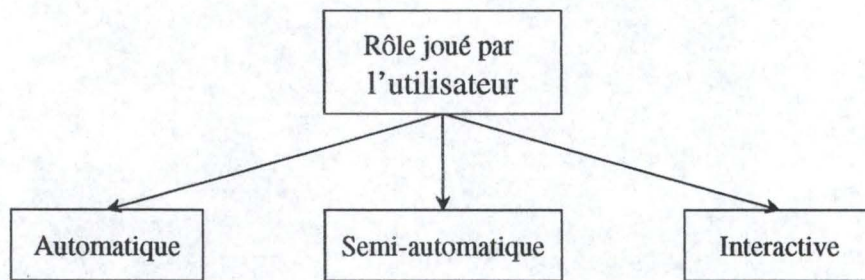 Rôle joué par
l'utilisateur
Automatique
Semi-automatique
Interactive